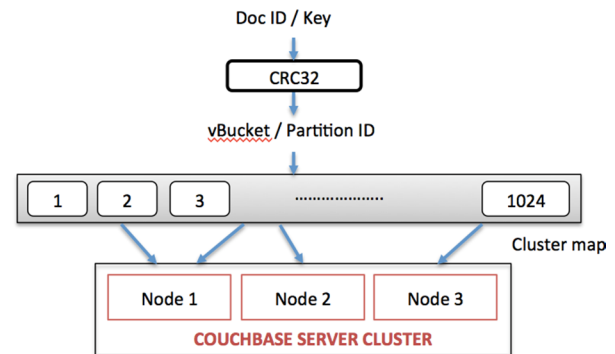 Doc ID / Key
CRC32
vBucket / Partition ID
1 2 3 ...................... 1024
Cluster map
Node 1 Node 2 Node 3
COUCHBASE SERVER CLUSTER